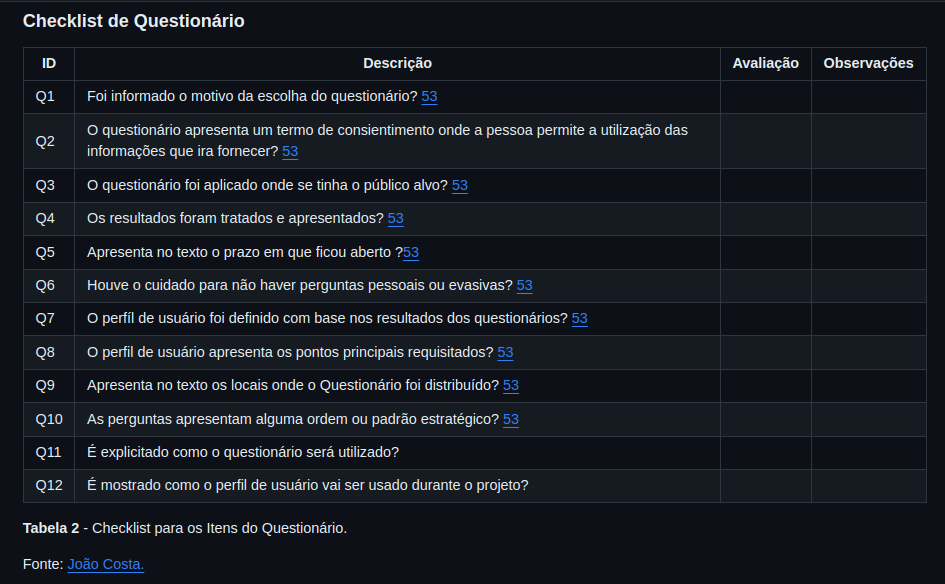 Checklist de Questionário
ID Descrição Avaliação Observações
Q1 Foi informado o motivo da escolha do questionário? 53
Q2 O questionário apresenta um termo de consientimento onde a pessoa permite a utilização das
informações que ira fornecer? 53
Q3 O questionário foi aplicado onde se tinha o público alvo? 53
Q4 Os resultados foram tratados e apresentados? 53
Q5 Apresenta no texto o prazo em que ficou aberto ?53
Q6 Houve o cuidado para não haver perguntas pessoais ou evasivas? 53
Q7 O perfíl de usuário foi definido com base nos resultados dos questionários? 53
Q8 O perfil de usuário apresenta os pontos principais requisitados? 53
Q9 Apresenta no texto os locais onde o Questionário foi distribuído? 53
Q10 As perguntas apresentam alguma ordem ou padrão estratégico? 53
Q11 É explicitado como o questionário será utilizado?
Q12 É mostrado como o perfil de usuário vai ser usado durante o projeto?
Tabela 2 - Checklist para os Itens do Questionário.
Fonte: João Costa.